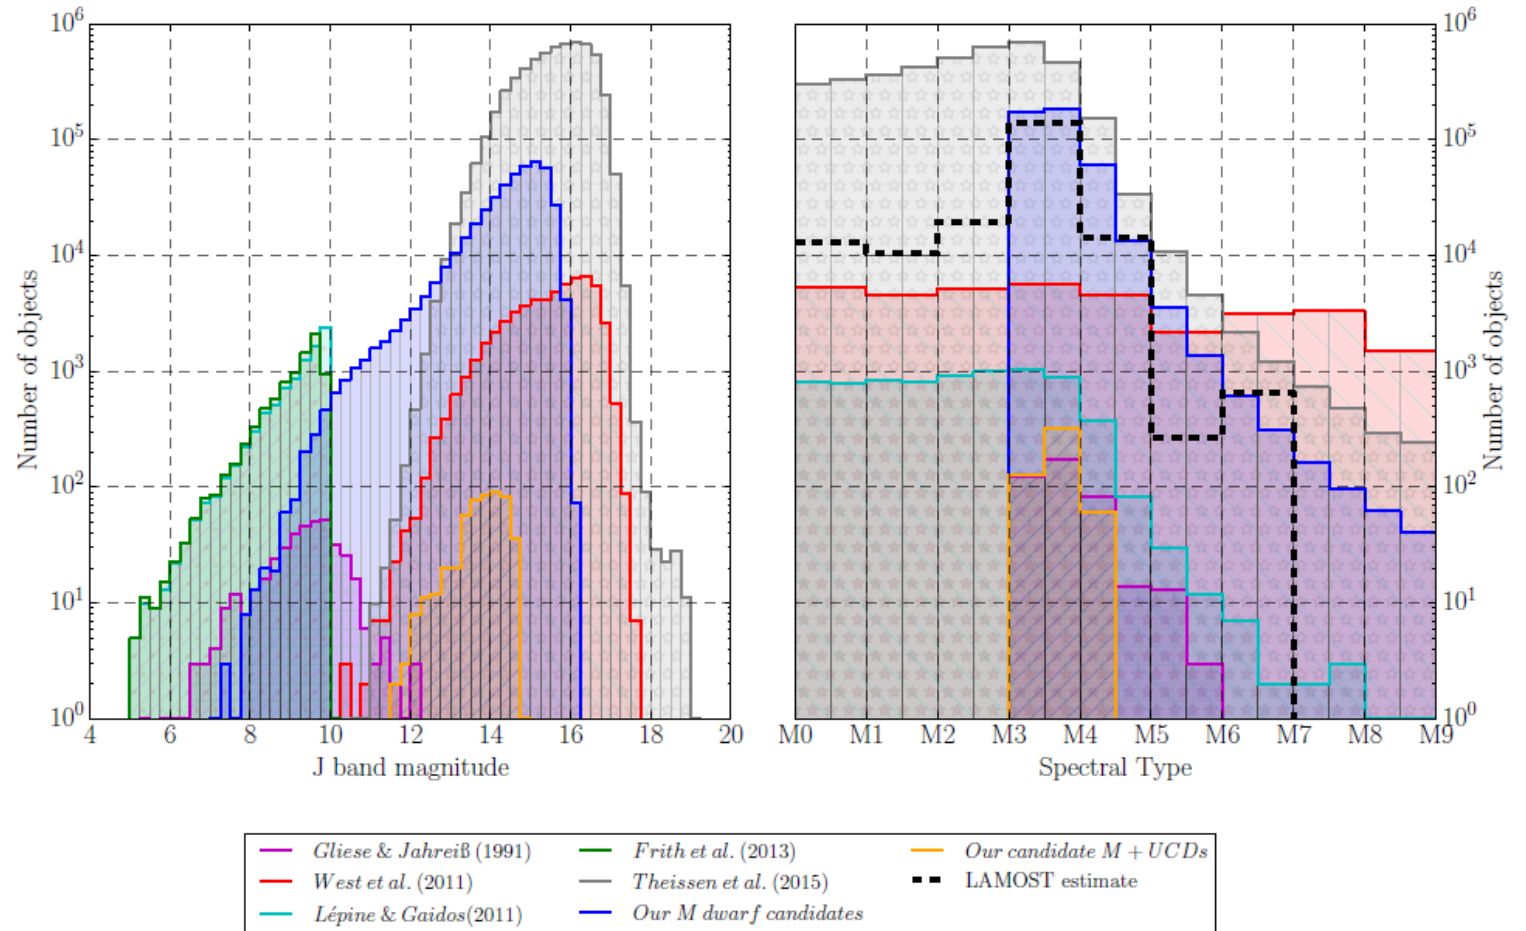 10^6
10^5
10^4
10^3
10^2
10^1
10^0
Number of objects
4 6 8 10 12 14 16 18 20
J band magnitude
M0 M1 M2 M3 M4 M5 M6 M7 M8 M9
Spectral Type
10^6
10^5
10^4
10^3
10^2
10^1
10^0
Number of objects
Gliese & Jahreiß (1991)
West et al. (2011)
Lépine & Gaidos(2011)
Frith et al. (2013)
Theissen et al. (2015)
Our M dwarf candidates
Our candidate M + UCDs
LAMOST estimate